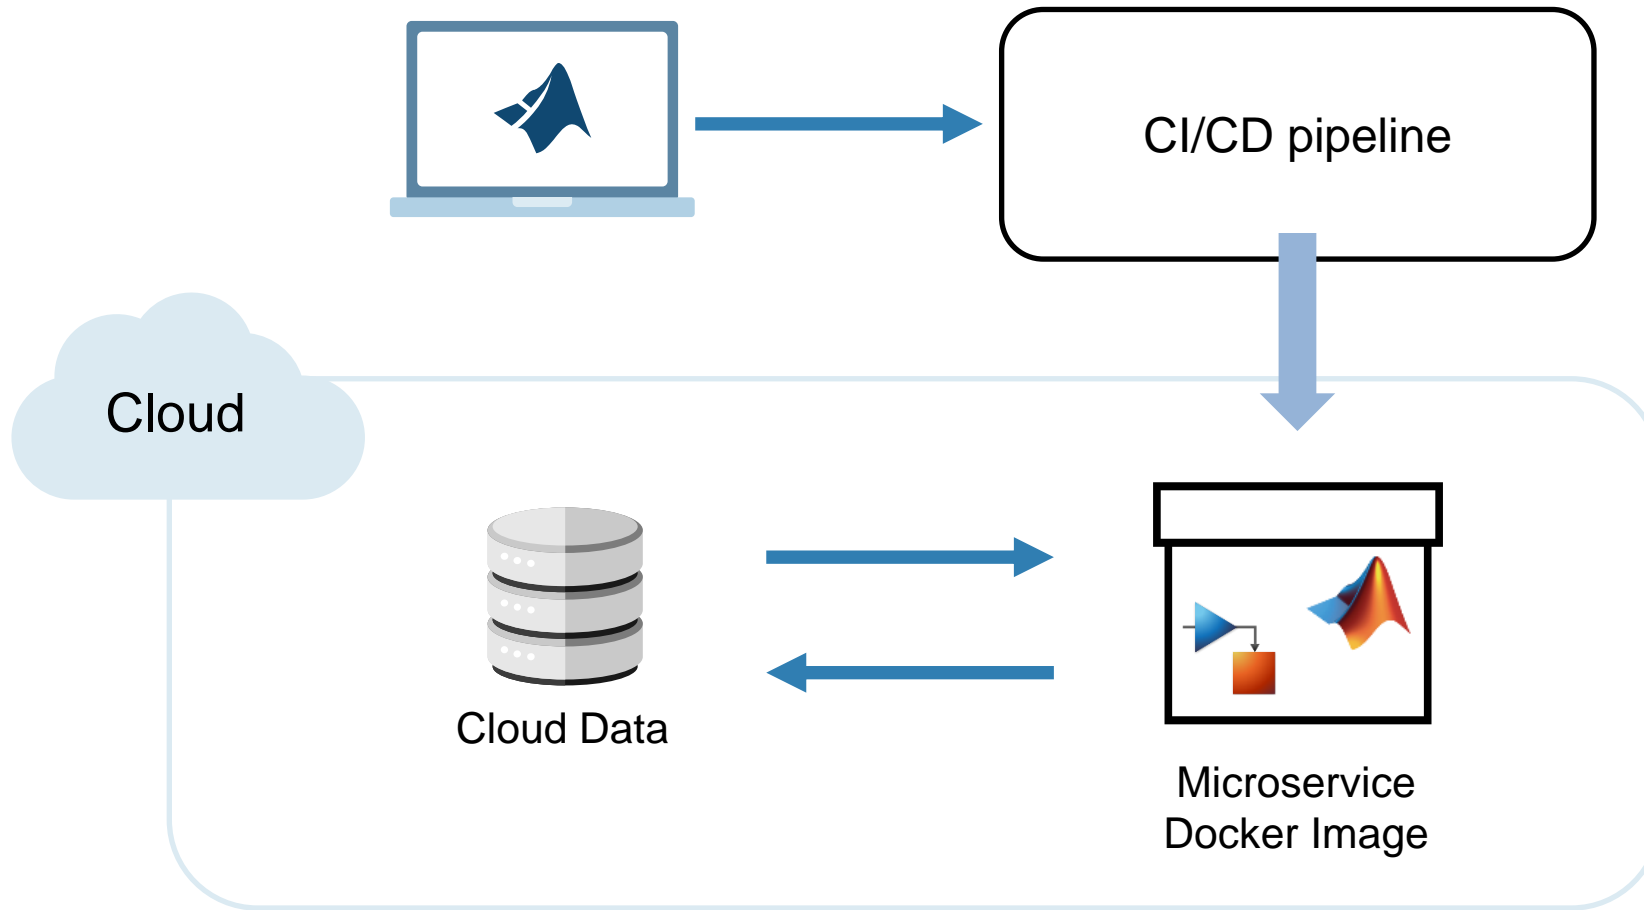 CI/CD pipeline
Cloud
Cloud Data
Microservice
Docker Image